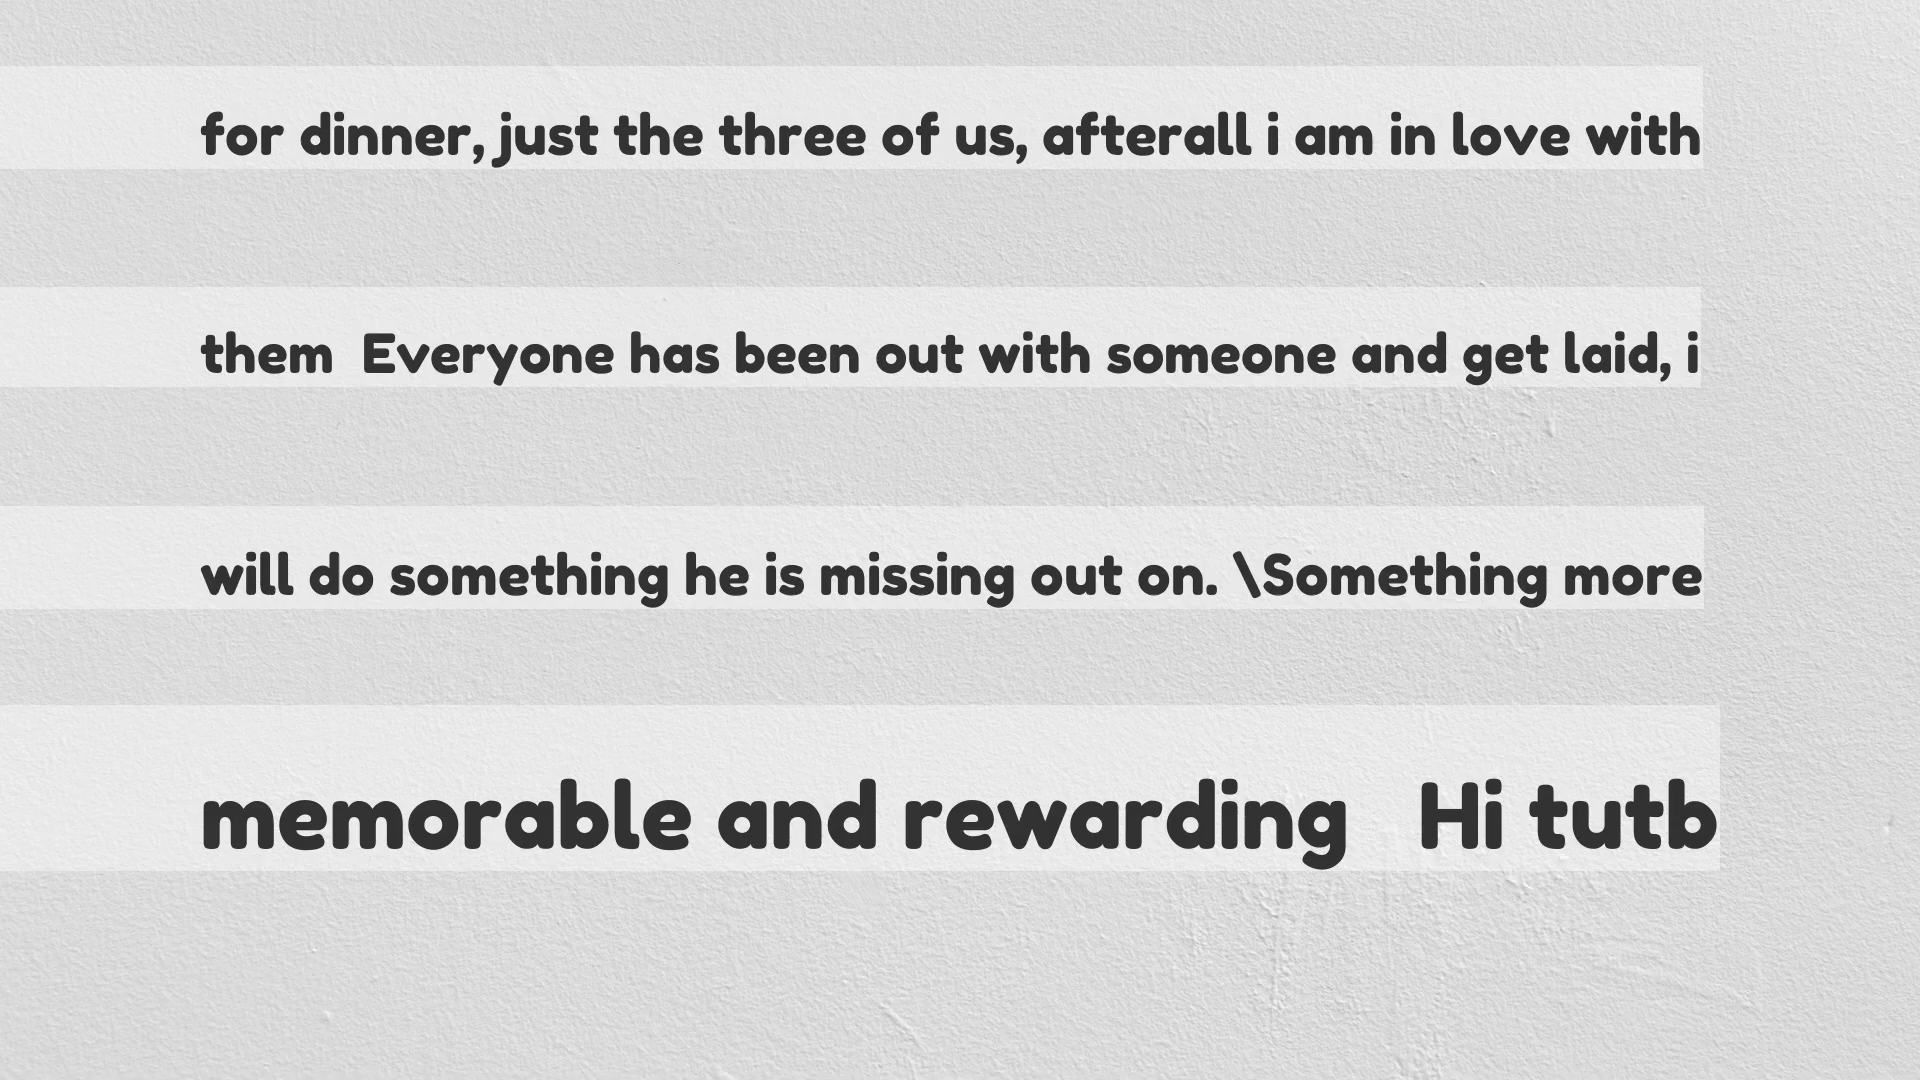 for dinner, just the three of us, afterall i am in love with
them  Everyone has been out with someone and get laid, i
will do something he is missing out on. \Something more
memorable and rewarding   Hi tutb